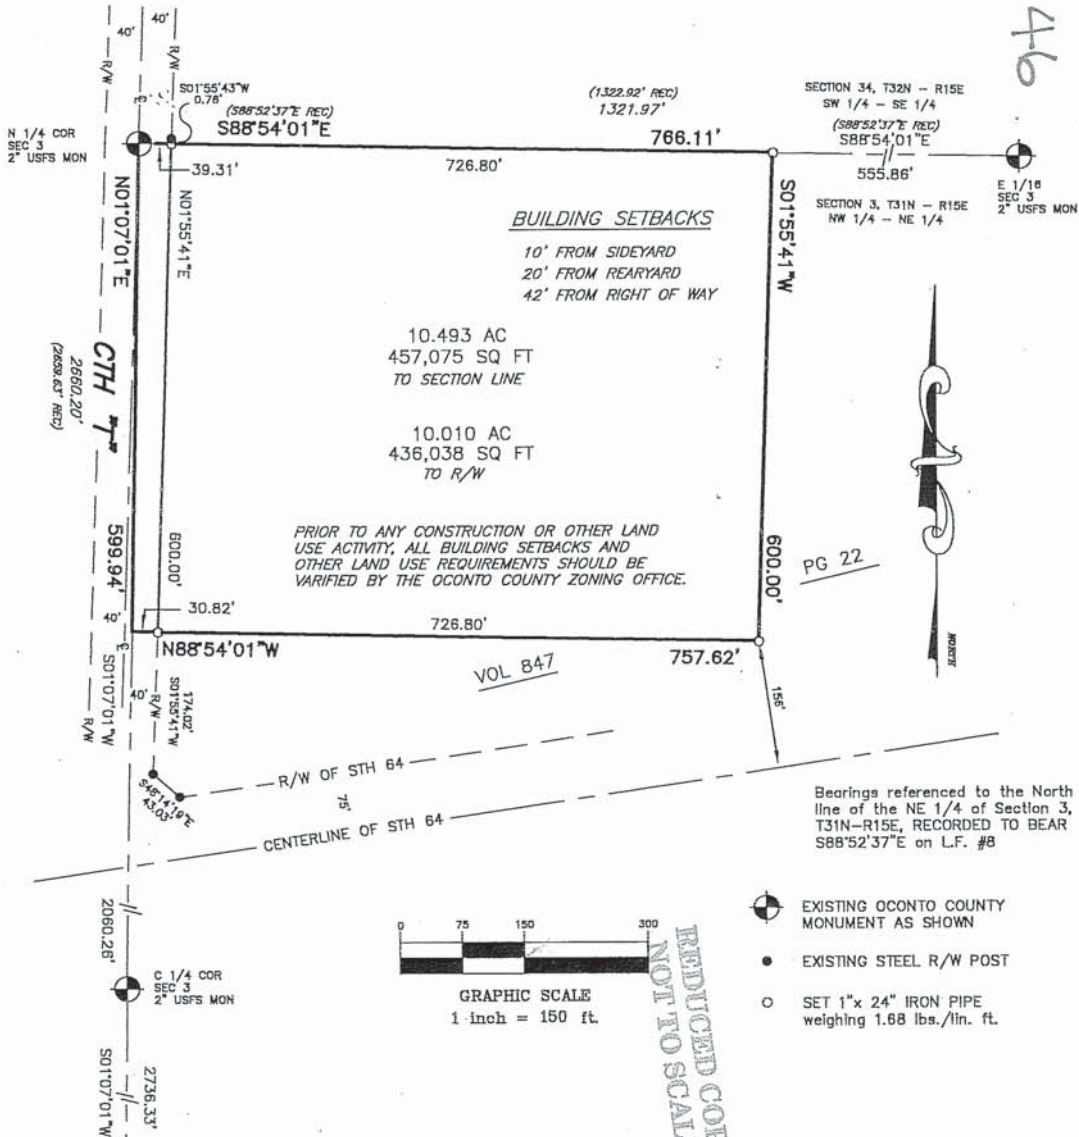 46
40'
40'
R/W
R/W
S01°55'43"W
0.76'
(S88°52'37"E REC)
S88°54'01"E
(1322.92' REC)
1321.97'
766.11'
SECTION 34, T32N - R15E
SW 1/4 - SE 1/4
(S88°52'37"E REC)
S88°54'01"E
555.86'
SECTION 3, T31N - R15E
NW 1/4 - NE 1/4
E 1/16
SEC 3
2" USFS MON
N 1/4 COR
SEC 3
2" USFS MON
39.31'
726.80'
N01°07'01"E
N01°55'41"E
S01°55'41"W
BUILDING SETBACKS
10' FROM SIDEYARD
20' FROM REARYARD
42' FROM RIGHT OF WAY
10.493 AC
457,075 SQ FT
TO SECTION LINE
10.010 AC
436,038 SQ FT
TO R/W
CTH "T"
2660.20'
(2659.63' REC)
599.94'
600.00'
600.00'
PRIOR TO ANY CONSTRUCTION OR OTHER LAND
USE ACTIVITY, ALL BUILDING SETBACKS AND
OTHER LAND USE REQUIREMENTS SHOULD BE
VARIFIED BY THE OCONTO COUNTY ZONING OFFICE.
PG 22
NORTH
40'
30.82'
726.80'
N88°54'01"W
757.62'
VOL 847
156'
S01°07'01"W
R/W
40'
R/W
174.02'
S01°55'41"W
S48°14'19"E
43.03'
R/W OF STH 64
75'
CENTERLINE OF STH 64
Bearings referenced to the North
line of the NE 1/4 of Section 3,
T31N-R15E, RECORDED TO BEAR
S88°52'37"E on L.F. #8
2060.26'
C 1/4 COR
SEC 3
2" USFS MON
0 75 150 300
GRAPHIC SCALE
1 inch = 150 ft.
REDUCED COP
NOT TO SCAL
EXISTING OCONTO COUNTY
MONUMENT AS SHOWN
EXISTING STEEL R/W POST
SET 1"x 24" IRON PIPE
weighing 1.68 lbs./lin. ft.
2736.33'
S01°07'01"W